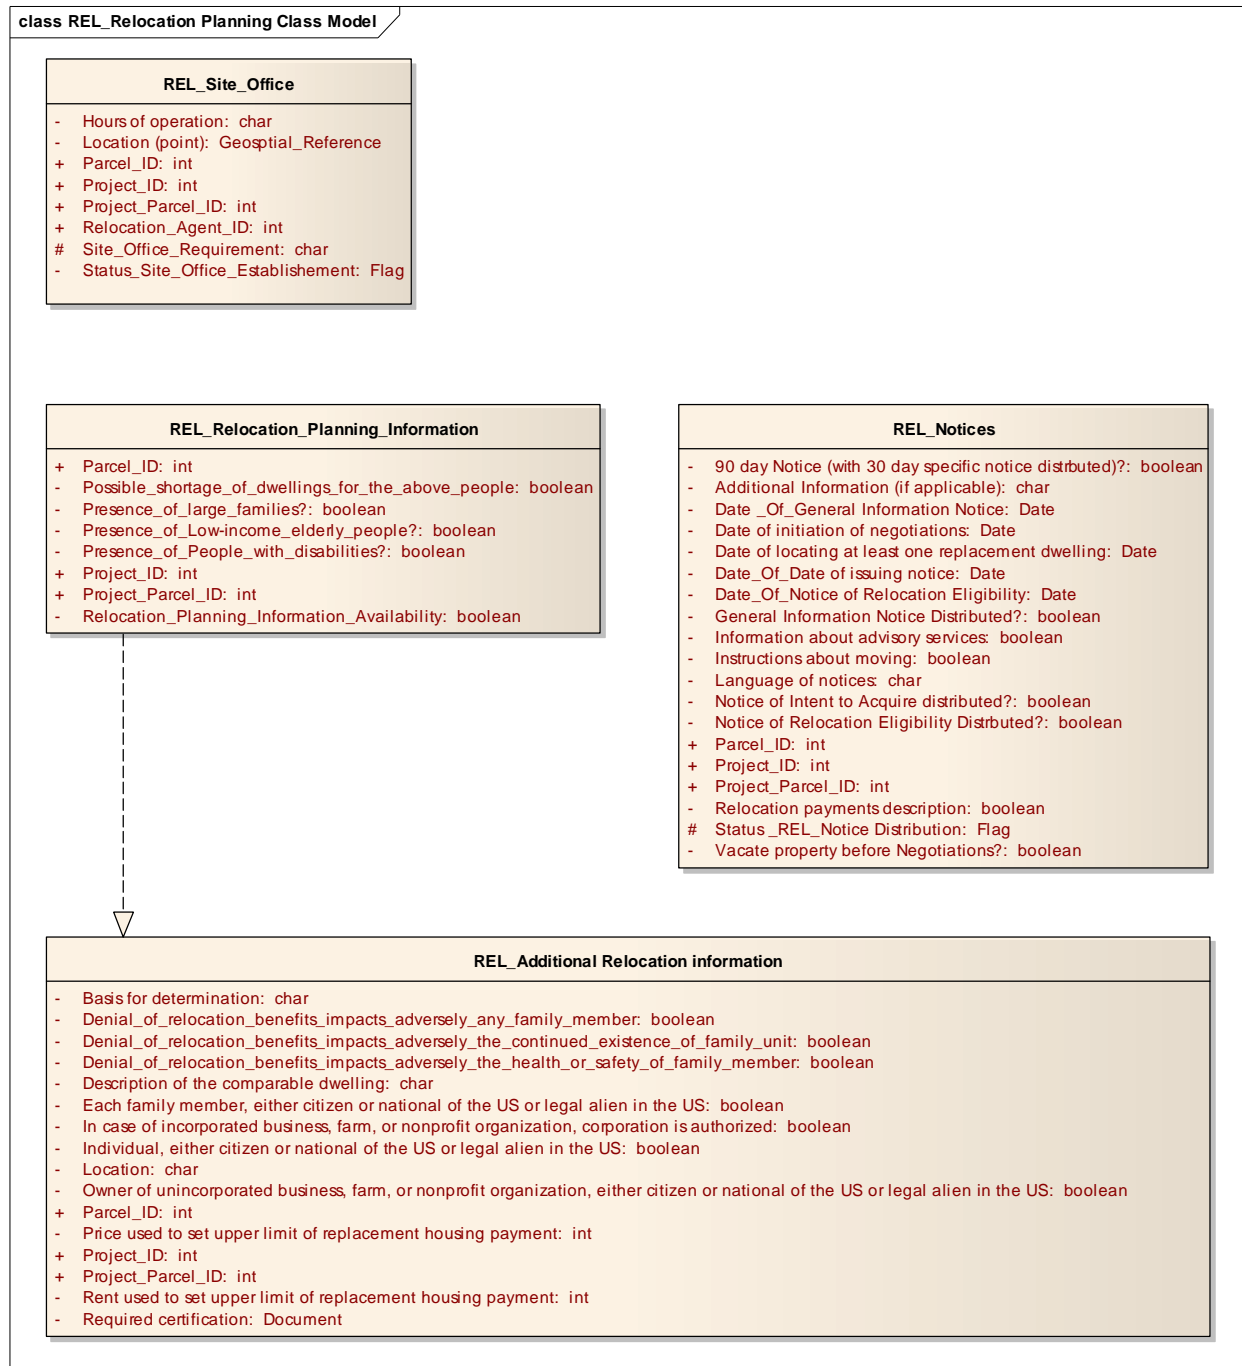 class REL_Relocation Planning Class Model
REL_Site_Office
- Hours of operation: char
- Location (point): Geosptial_Reference
+ Parcel_ID: int
+ Project_ID: int
+ Project_Parcel_ID: int
+ Relocation_Agent_ID: int
# Site_Office_Requirement: char
- Status_Site_Office_Establishement: Flag
REL_Relocation_Planning_Information
+ Parcel_ID: int
- Possible_shortage_of_dwellings_for_the_above_people: boolean
- Presence_of_large_families?: boolean
- Presence_of_Low-income_elderly_people?: boolean
- Presence_of_People_with_disabilities?: boolean
+ Project_ID: int
+ Project_Parcel_ID: int
- Relocation_Planning_Information_Availability: boolean
REL_Notices
- 90 day Notice (with 30 day specific notice distrbuted)?: boolean
- Additional Information (if applicable): char
- Date _Of_General Information Notice: Date
- Date of initiation of negotiations: Date
- Date of locating at least one replacement dwelling: Date
- Date_Of_Date of issuing notice: Date
- Date_Of_Notice of Relocation Eligibility: Date
- General Information Notice Distributed?: boolean
- Information about advisory services: boolean
- Instructions about moving: boolean
- Language of notices: char
- Notice of Intent to Acquire distributed?: boolean
- Notice of Relocation Eligibility Distrbuted?: boolean
+ Parcel_ID: int
+ Project_ID: int
+ Project_Parcel_ID: int
- Relocation payments description: boolean
# Status _REL_Notice Distribution: Flag
- Vacate property before Negotiations?: boolean
REL_Additional Relocation information
- Basis for determination: char
- Denial_of_relocation_benefits_impacts_adversely_any_family_member: boolean
- Denial_of_relocation_benefits_impacts_adversely_the_continued_existence_of_family_unit: boolean
- Denial_of_relocation_benefits_impacts_adversely_the_health_or_safety_of_family_member: boolean
- Description of the comparable dwelling: char
- Each family member, either citizen or national of the US or legal alien in the US: boolean
- In case of incorporated business, farm, or nonprofit organization, corporation is authorized: boolean
- Individual, either citizen or national of the US or legal alien in the US: boolean
- Location: char
- Owner of unincorporated business, farm, or nonprofit organization, either citizen or national of the US or legal alien in the US: boolean
+ Parcel_ID: int
- Price used to set upper limit of replacement housing payment: int
+ Project_ID: int
+ Project_Parcel_ID: int
- Rent used to set upper limit of replacement housing payment: int
- Required certification: Document